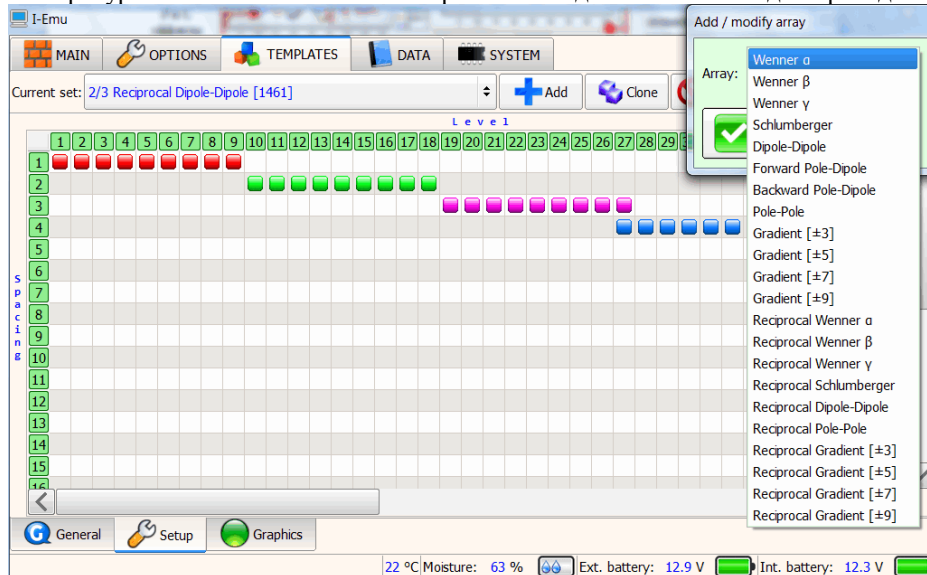 I-Emu
MAIN OPTIONS TEMPLATES DATA SYSTEM
Current set: 2/3 Reciprocal Dipole-Dipole [1461] Add Clone
Level
1 2 3 4 5 6 7 8 9 10 11 12 13 14 15 16 17 18 19 20 21 22 23 24 25 26 27 28 29
1
2
3
4
5
6
7
8
9
10
11
12
13
14
15
16
Spacing
General Setup Graphics
22 ºC Moisture: 63 % Ext. battery: 12.9 V Int. battery: 12.3 V
Add / modify array
Array:
Wenner α
Wenner β
Wenner γ
Schlumberger
Dipole-Dipole
Forward Pole-Dipole
Backward Pole-Dipole
Pole-Pole
Gradient [±3]
Gradient [±5]
Gradient [±7]
Gradient [±9]
Reciprocal Wenner α
Reciprocal Wenner β
Reciprocal Wenner γ
Reciprocal Schlumberger
Reciprocal Dipole-Dipole
Reciprocal Pole-Pole
Reciprocal Gradient [±3]
Reciprocal Gradient [±5]
Reciprocal Gradient [±7]
Reciprocal Gradient [±9]